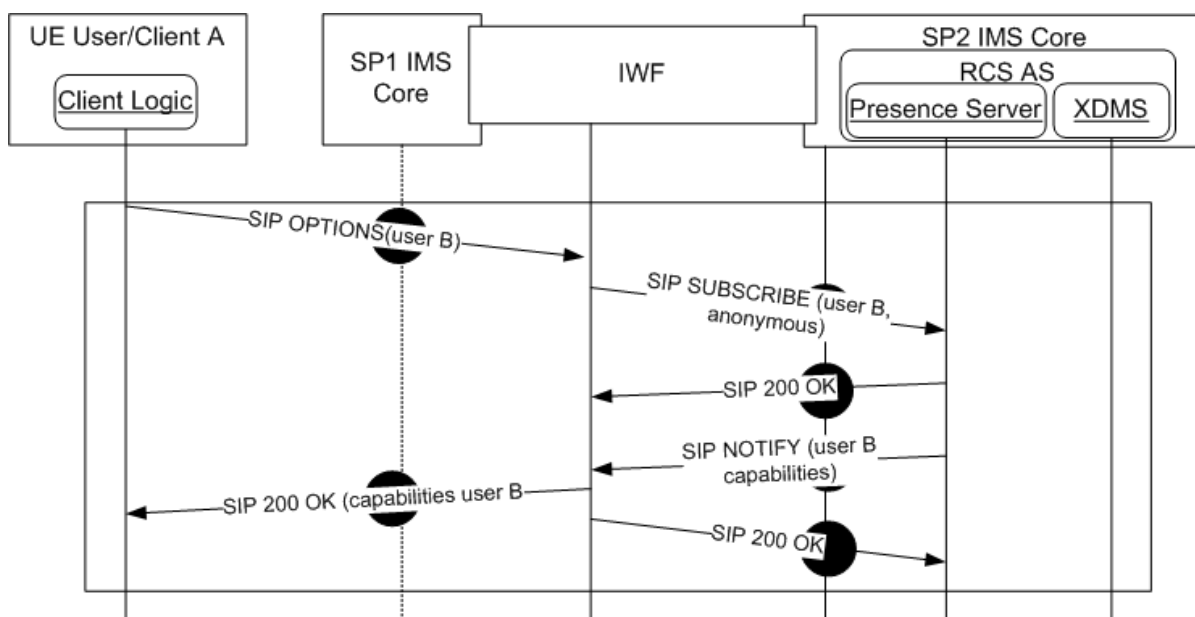 UE User/Client A
Client Logic
SP1 IMS
Core
IWF
SP2 IMS Core
RCS AS
Presence Server
XDMS
SIP OPTIONS(user B)
SIP SUBSCRIBE (user B,
anonymous)
SIP 200 OK
SIP NOTIFY (user B
capabilities)
SIP 200 OK (capabilities user B
SIP 200 OK